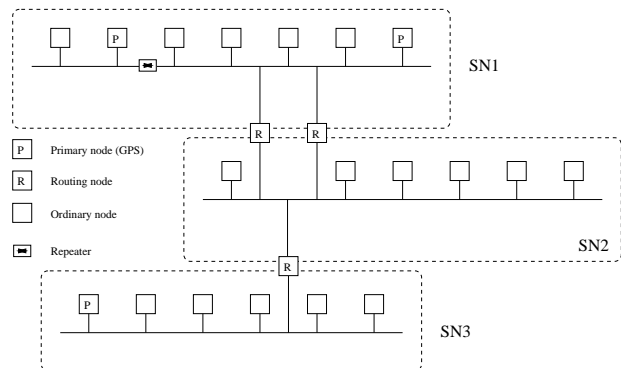 P
P
SN1
R
R
P
Primary node (GPS)
R
Routing node
Ordinary node
Repeater
SN2
R
P
SN3